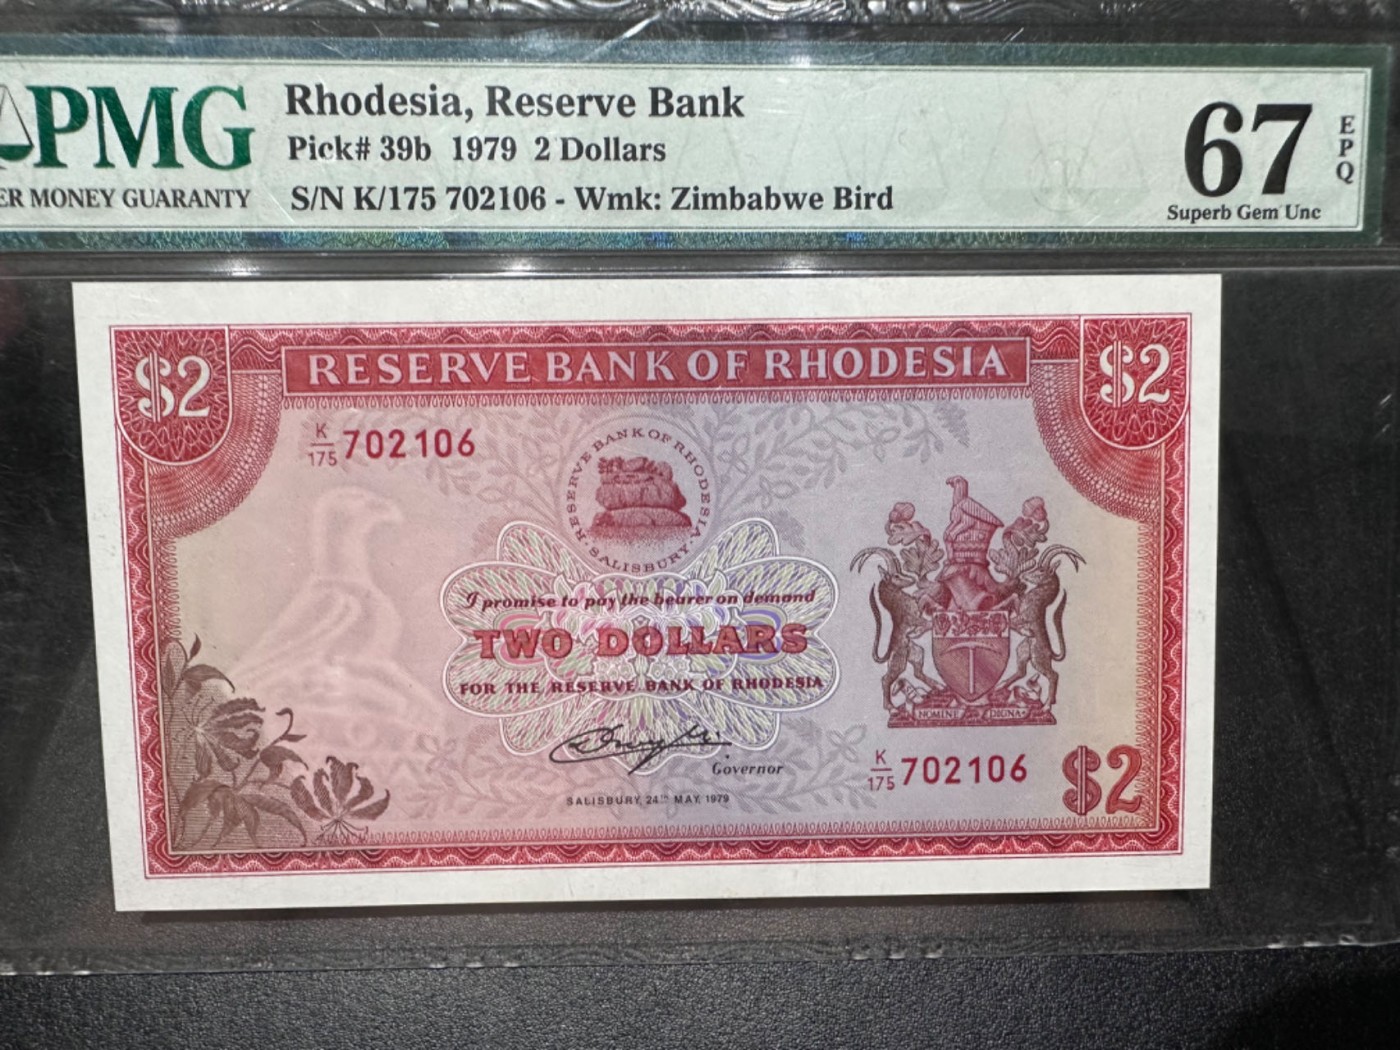 PMG
ER MONEY GUARANTY
Rhodesia, Reserve Bank
Pick# 39b 1979 2 Dollars
S/N K/175 702106 - Wmk: Zimbabwe Bird
67
EPQ
Superb Gem Unc
$2
RESERVE BANK OF RHODESIA
$2
K/175 702106
RESERVE BANK OF RHODESIA
SALISBURY
I promise to pay the bearer on demand
TWO DOLLARS
FOR THE RESERVE BANK OF RHODESIA
NOMINE DIGNA
Governor
K/175 702106
$2
SALISBURY, 24TH MAY, 1979